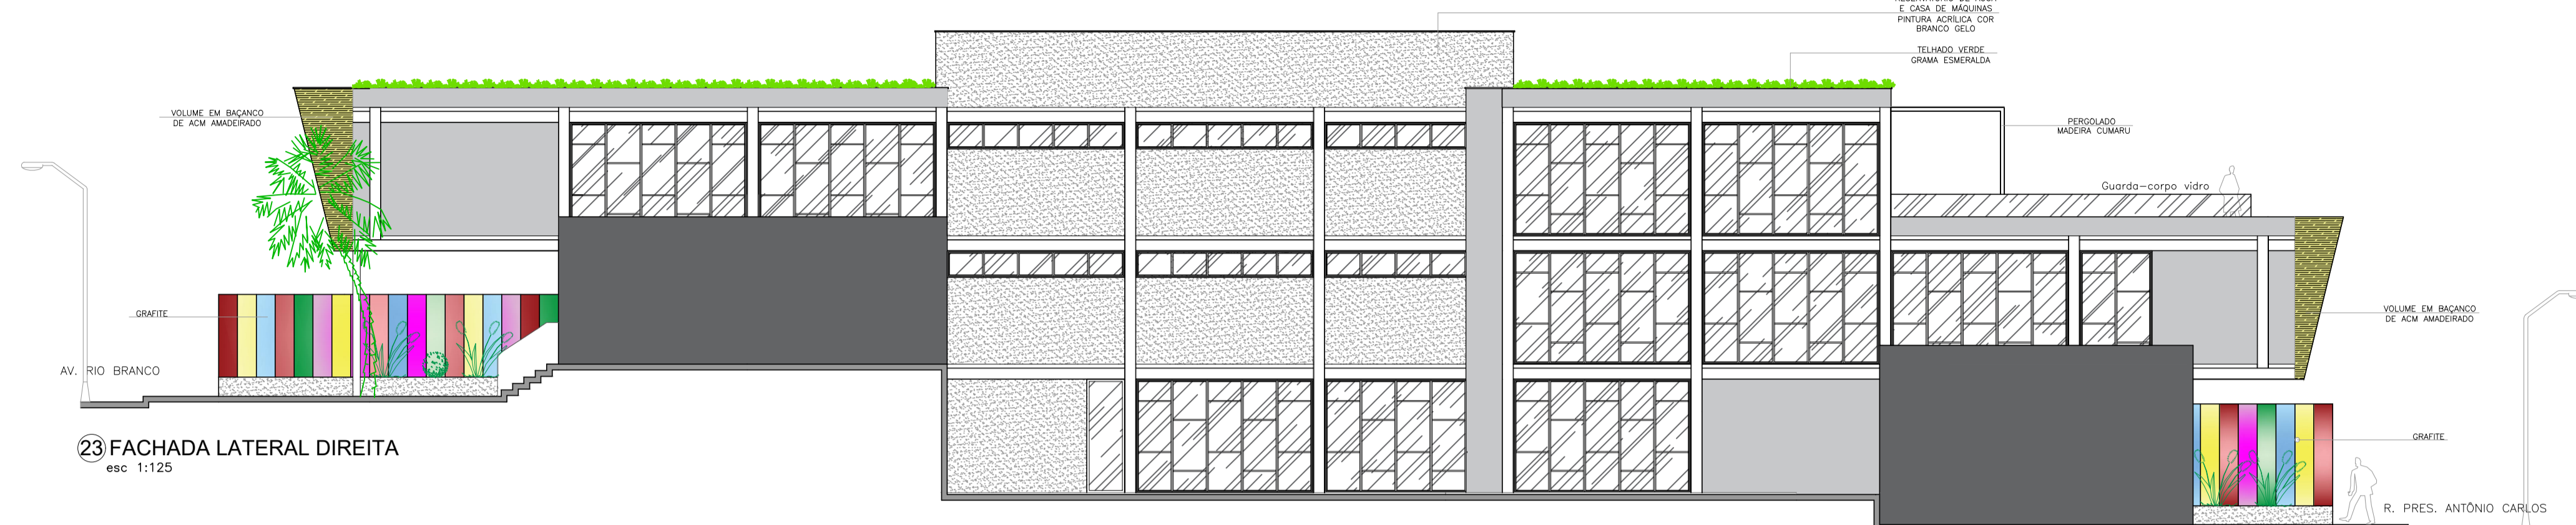 E CASA DE MÁQUINAS
PINTURA ACRÍLICA COR
BRANCO GELO
TELHADO VERDE
GRAMA ESMERALDA
VOLUME EM BAÇANCO
DE ACM AMADEIRADO
PERGOLADO
MADEIRA CUMARU
Guarda-corpo vidro
GRAFITE
VOLUME EM BAÇANCO
DE ACM AMADEIRADO
AV. RIO BRANCO
GRAFITE
23 FACHADA LATERAL DIREITA
esc 1:125
R. PRES. ANTÔNIO CARLOS